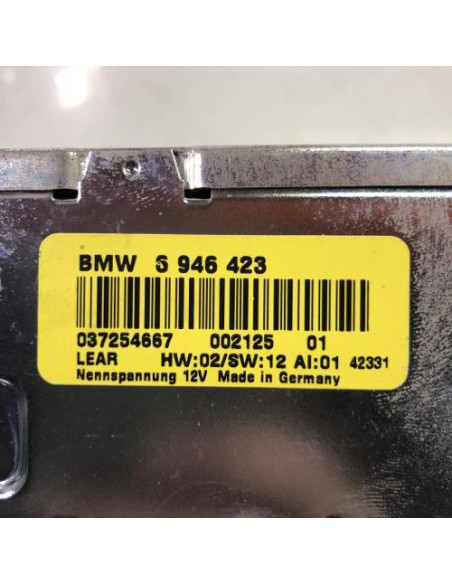 BMW 6 946 423
037254667 002125 01
LEAR HW:02/SW:12 AI:01 42331
Nennspannung 12V Made in Germany